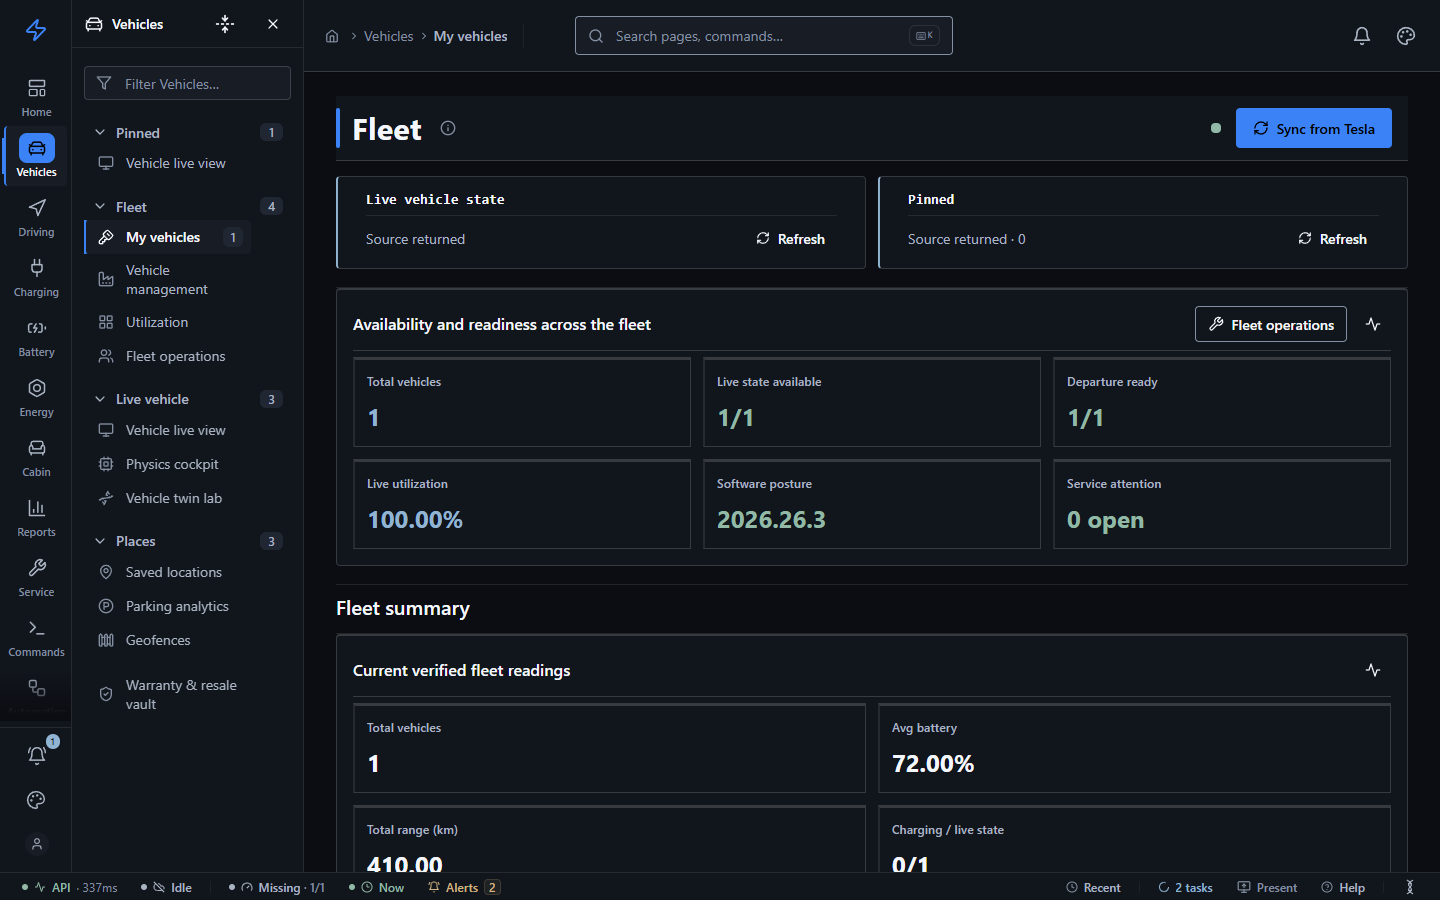 Vehicles
Home
Vehicles
Driving
Charging
Battery
Energy
Cabin
Reports
Service
Commands
1
Filter Vehicles...
Pinned 1
Vehicle live view
Fleet 4
My vehicles 1
Vehicle
management
Utilization
Fleet operations
Live vehicle 3
Vehicle live view
Physics cockpit
Vehicle twin lab
Places 3
Saved locations
Parking analytics
Geofences
Warranty & resale
vault
Vehicles My vehicles
Search pages, commands... K
Fleet
Sync from Tesla
Live vehicle state
Source returned Refresh
Pinned
Source returned · 0 Refresh
Availability and readiness across the fleet
Fleet operations
Total vehicles
1
Live state available
1/1
Departure ready
1/1
Live utilization
100.00%
Software posture
2026.26.3
Service attention
0 open
Fleet summary
Current verified fleet readings
Total vehicles
1
Avg battery
72.00%
Total range (km)
410.00
Charging / live state
0/1
API · 337ms Idle Missing · 1/1 Now Alerts 2
Recent 2 tasks Present Help